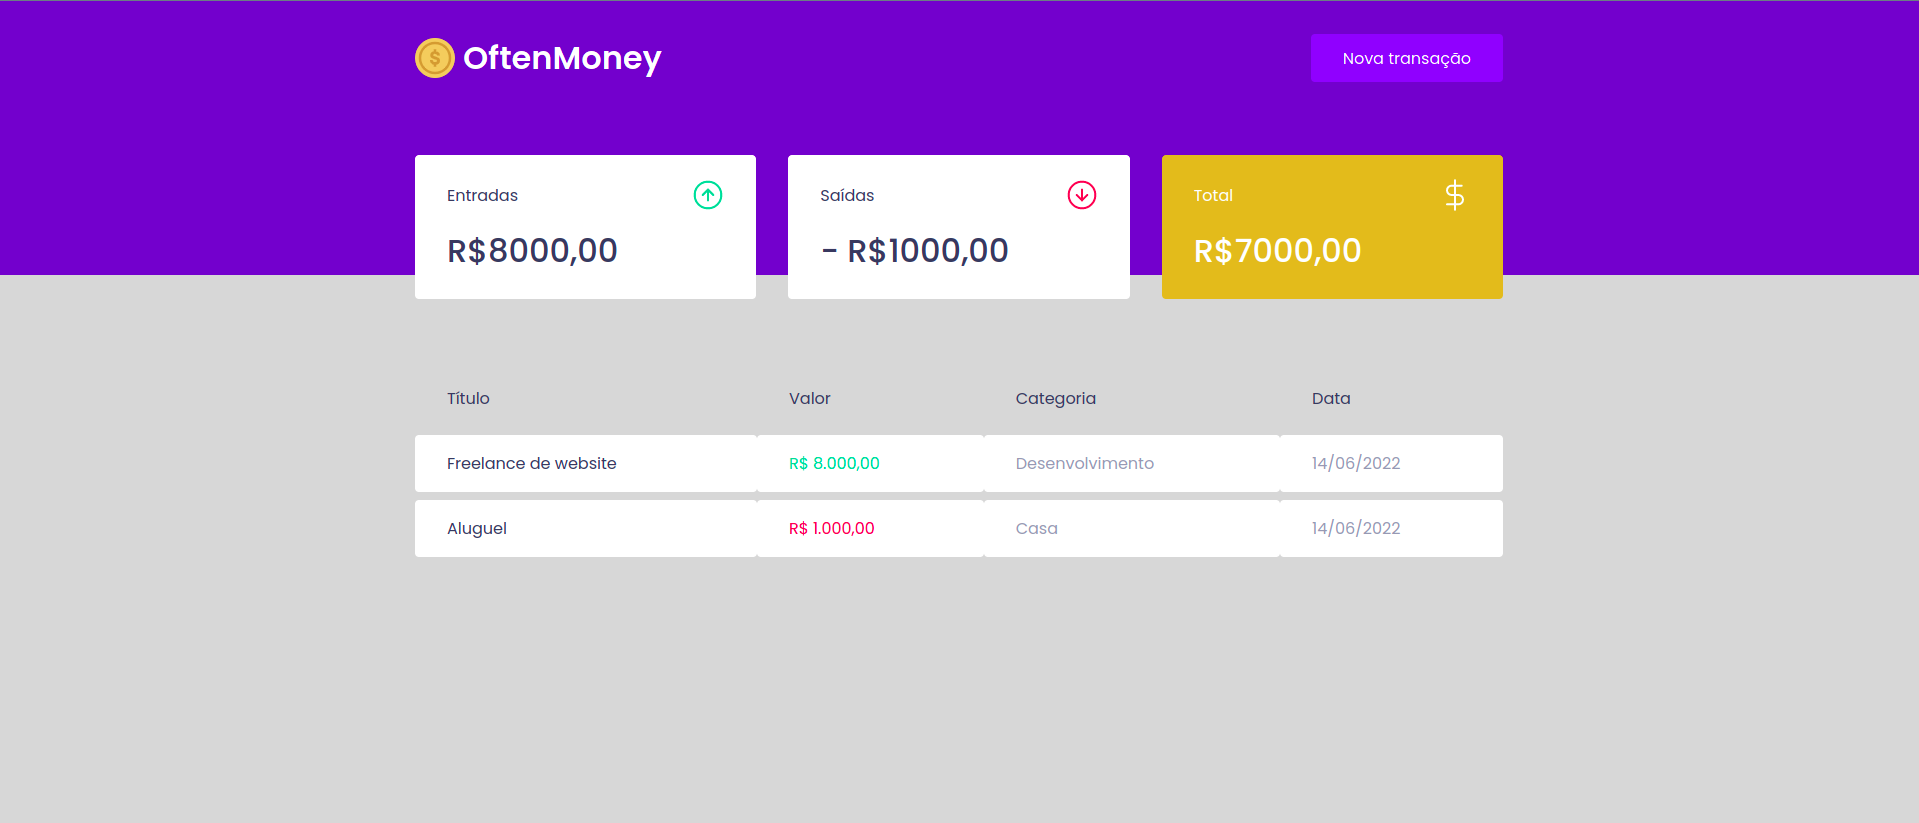 OftenMoney
Nova transação
Entradas
R$8000,00
Saídas
- R$1000,00
Total
$
R$7000,00
Título Valor Categoria Data
Freelance de website R$ 8.000,00 Desenvolvimento 14/06/2022
Aluguel R$ 1.000,00 Casa 14/06/2022